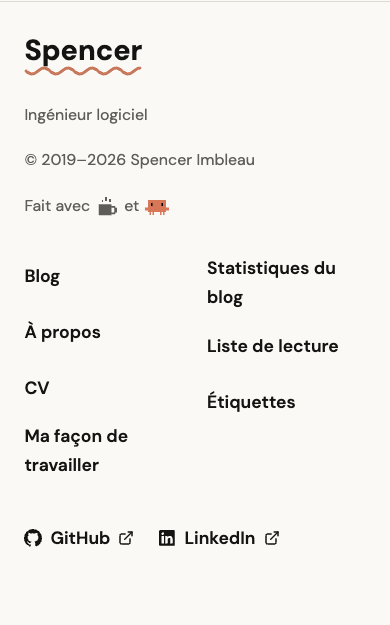 Spencer
Ingénieur logiciel
© 2019–2026 Spencer Imbleau
Fait avec et
Blog
À propos
CV
Ma façon de
travailler
Statistiques du
blog
Liste de lecture
Étiquettes
GitHub
LinkedIn